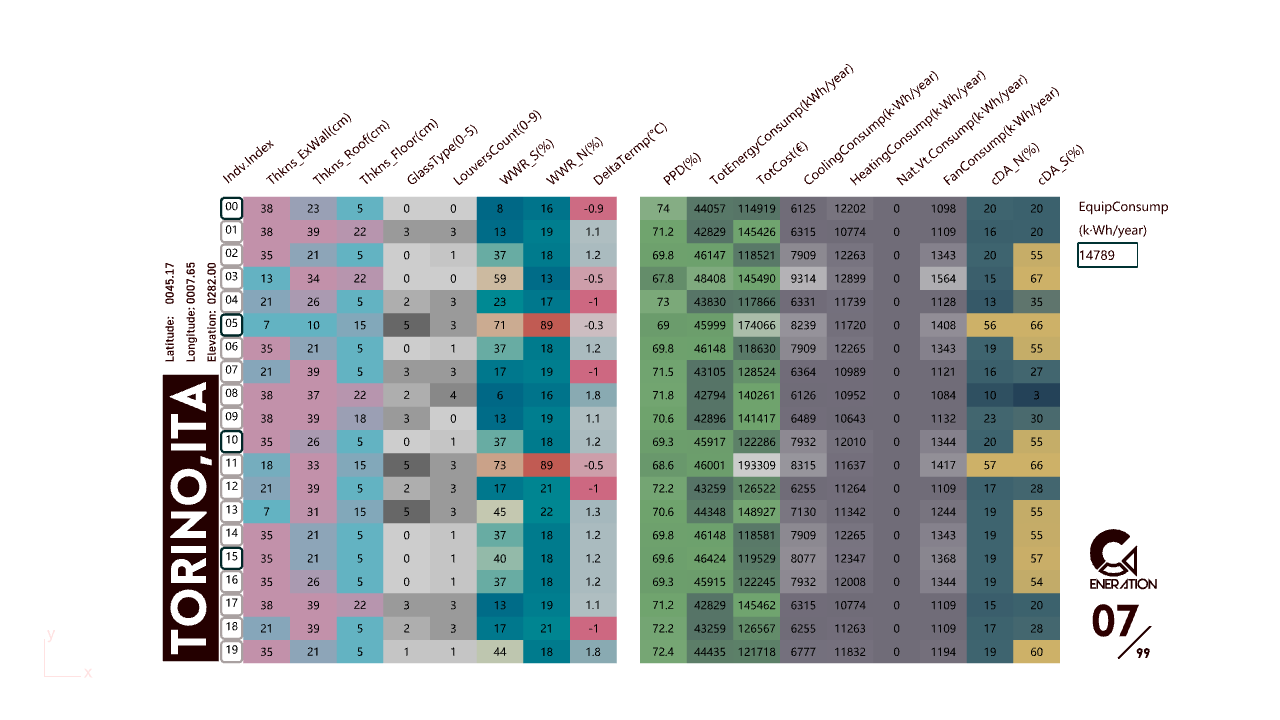 Indv.Index Thkns_ExWall(cm) Thkns_Roof(cm) Thkns_Floor(cm) GlassType(0-5) LouversCount(0-9) WWR_S(%) WWR_N(%) DeltaTermp(°C) PPD(%) TotEnergyConsump(kWh/year) TotCost(€) CoolingConsump(k·Wh/year) HeatingConsump(k·Wh/year) Nat.Vt.Consump(k·Wh/year) FanConsump(k·Wh/year) cDA_N(%) cDA_S(%)
00 38 23 5 0 0 8 16 -0.9 74 44057 114919 6125 12202 0 1098 20 20
01 38 39 22 3 3 13 19 1.1 71.2 42829 145426 6315 10774 0 1109 16 20
02 35 21 5 0 1 37 18 1.2 69.8 46147 118521 7909 12263 0 1343 20 55
03 13 34 22 0 0 59 13 -0.5 67.8 48408 145490 9314 12899 0 1564 15 67
04 21 26 5 2 3 23 17 -1 73 43830 117866 6331 11739 0 1128 13 35
05 7 10 15 5 3 71 89 -0.3 69 45999 174066 8239 11720 0 1408 56 66
06 35 21 5 0 1 37 18 1.2 69.8 46148 118630 7909 12265 0 1343 19 55
07 21 39 5 3 3 17 19 -1 71.5 43105 128524 6364 10989 0 1121 16 27
08 38 37 22 2 4 6 16 1.8 71.8 42794 140261 6126 10952 0 1084 10 3
09 38 39 18 3 0 13 19 1.1 70.6 42896 141417 6489 10643 0 1132 23 30
10 35 26 5 0 1 37 18 1.2 69.3 45917 122286 7932 12010 0 1344 20 55
11 18 33 15 5 3 73 89 -0.5 68.6 46001 193309 8315 11637 0 1417 57 66
12 21 39 5 2 3 17 21 -1 72.2 43259 126522 6255 11264 0 1109 17 28
13 7 31 15 5 3 45 22 1.3 70.6 44348 148927 7130 11342 0 1244 19 55
14 35 21 5 0 1 37 18 1.2 69.8 46148 118581 7909 12265 0 1343 19 55
15 35 21 5 0 1 40 18 1.2 69.6 46424 119529 8077 12347 0 1368 19 57
16 35 26 5 0 1 37 18 1.2 69.3 45915 122245 7932 12008 0 1344 19 54
17 38 39 22 3 3 13 19 1.1 71.2 42829 145462 6315 10774 0 1109 15 20
18 21 39 5 2 3 17 21 -1 72.2 43259 126567 6255 11263 0 1109 17 28
19 35 21 5 1 1 44 18 1.8 72.4 44435 121718 6777 11832 0 1194 19 60
Latitude: 0045.17
Longitude: 0007.65
Elevation: 0282.00
TORINO,ITA
EquipConsump
(k·Wh/year)
14789
ENERATION
07/99
y
x